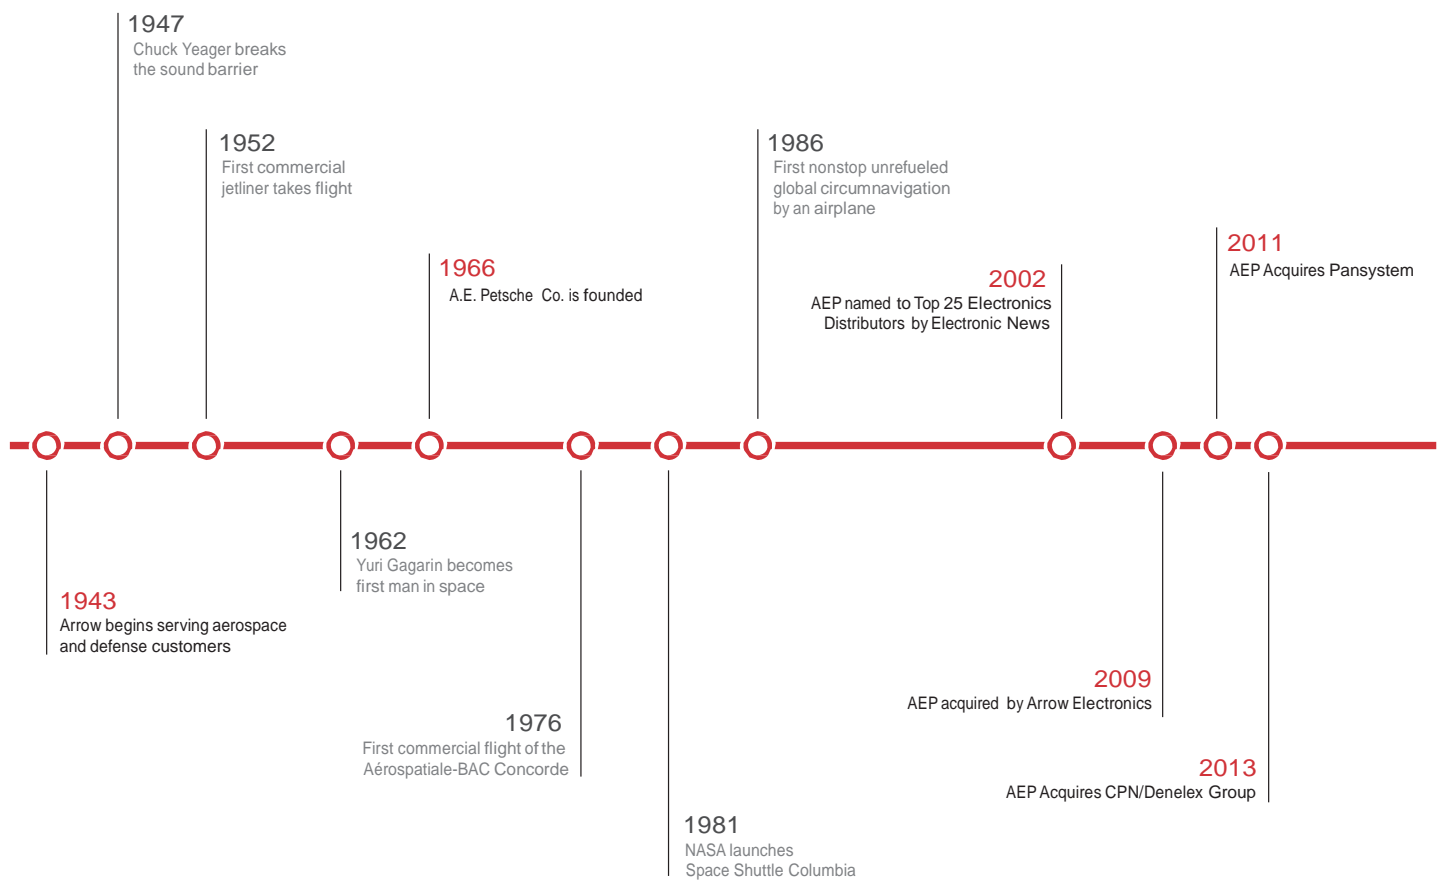 1947
Chuck Yeager breaks
the sound barrier
1952
First commercial
jetliner takes flight
1986
First nonstop unrefueled
global circumnavigation
by an airplane
1966
A.E. Petsche Co. is founded
2002
AEP named to Top 25 Electronics
Distributors by Electronic News
2011
AEP Acquires Pansystem
1943
Arrow begins serving aerospace
and defense customers
1962
Yuri Gagarin becomes
first man in space
1976
First commercial flight of the
Aérospatiale-BAC Concorde
1981
NASA launches
Space Shuttle Columbia
2009
AEP acquired by Arrow Electronics
2013
AEP Acquires CPN/Denelex Group